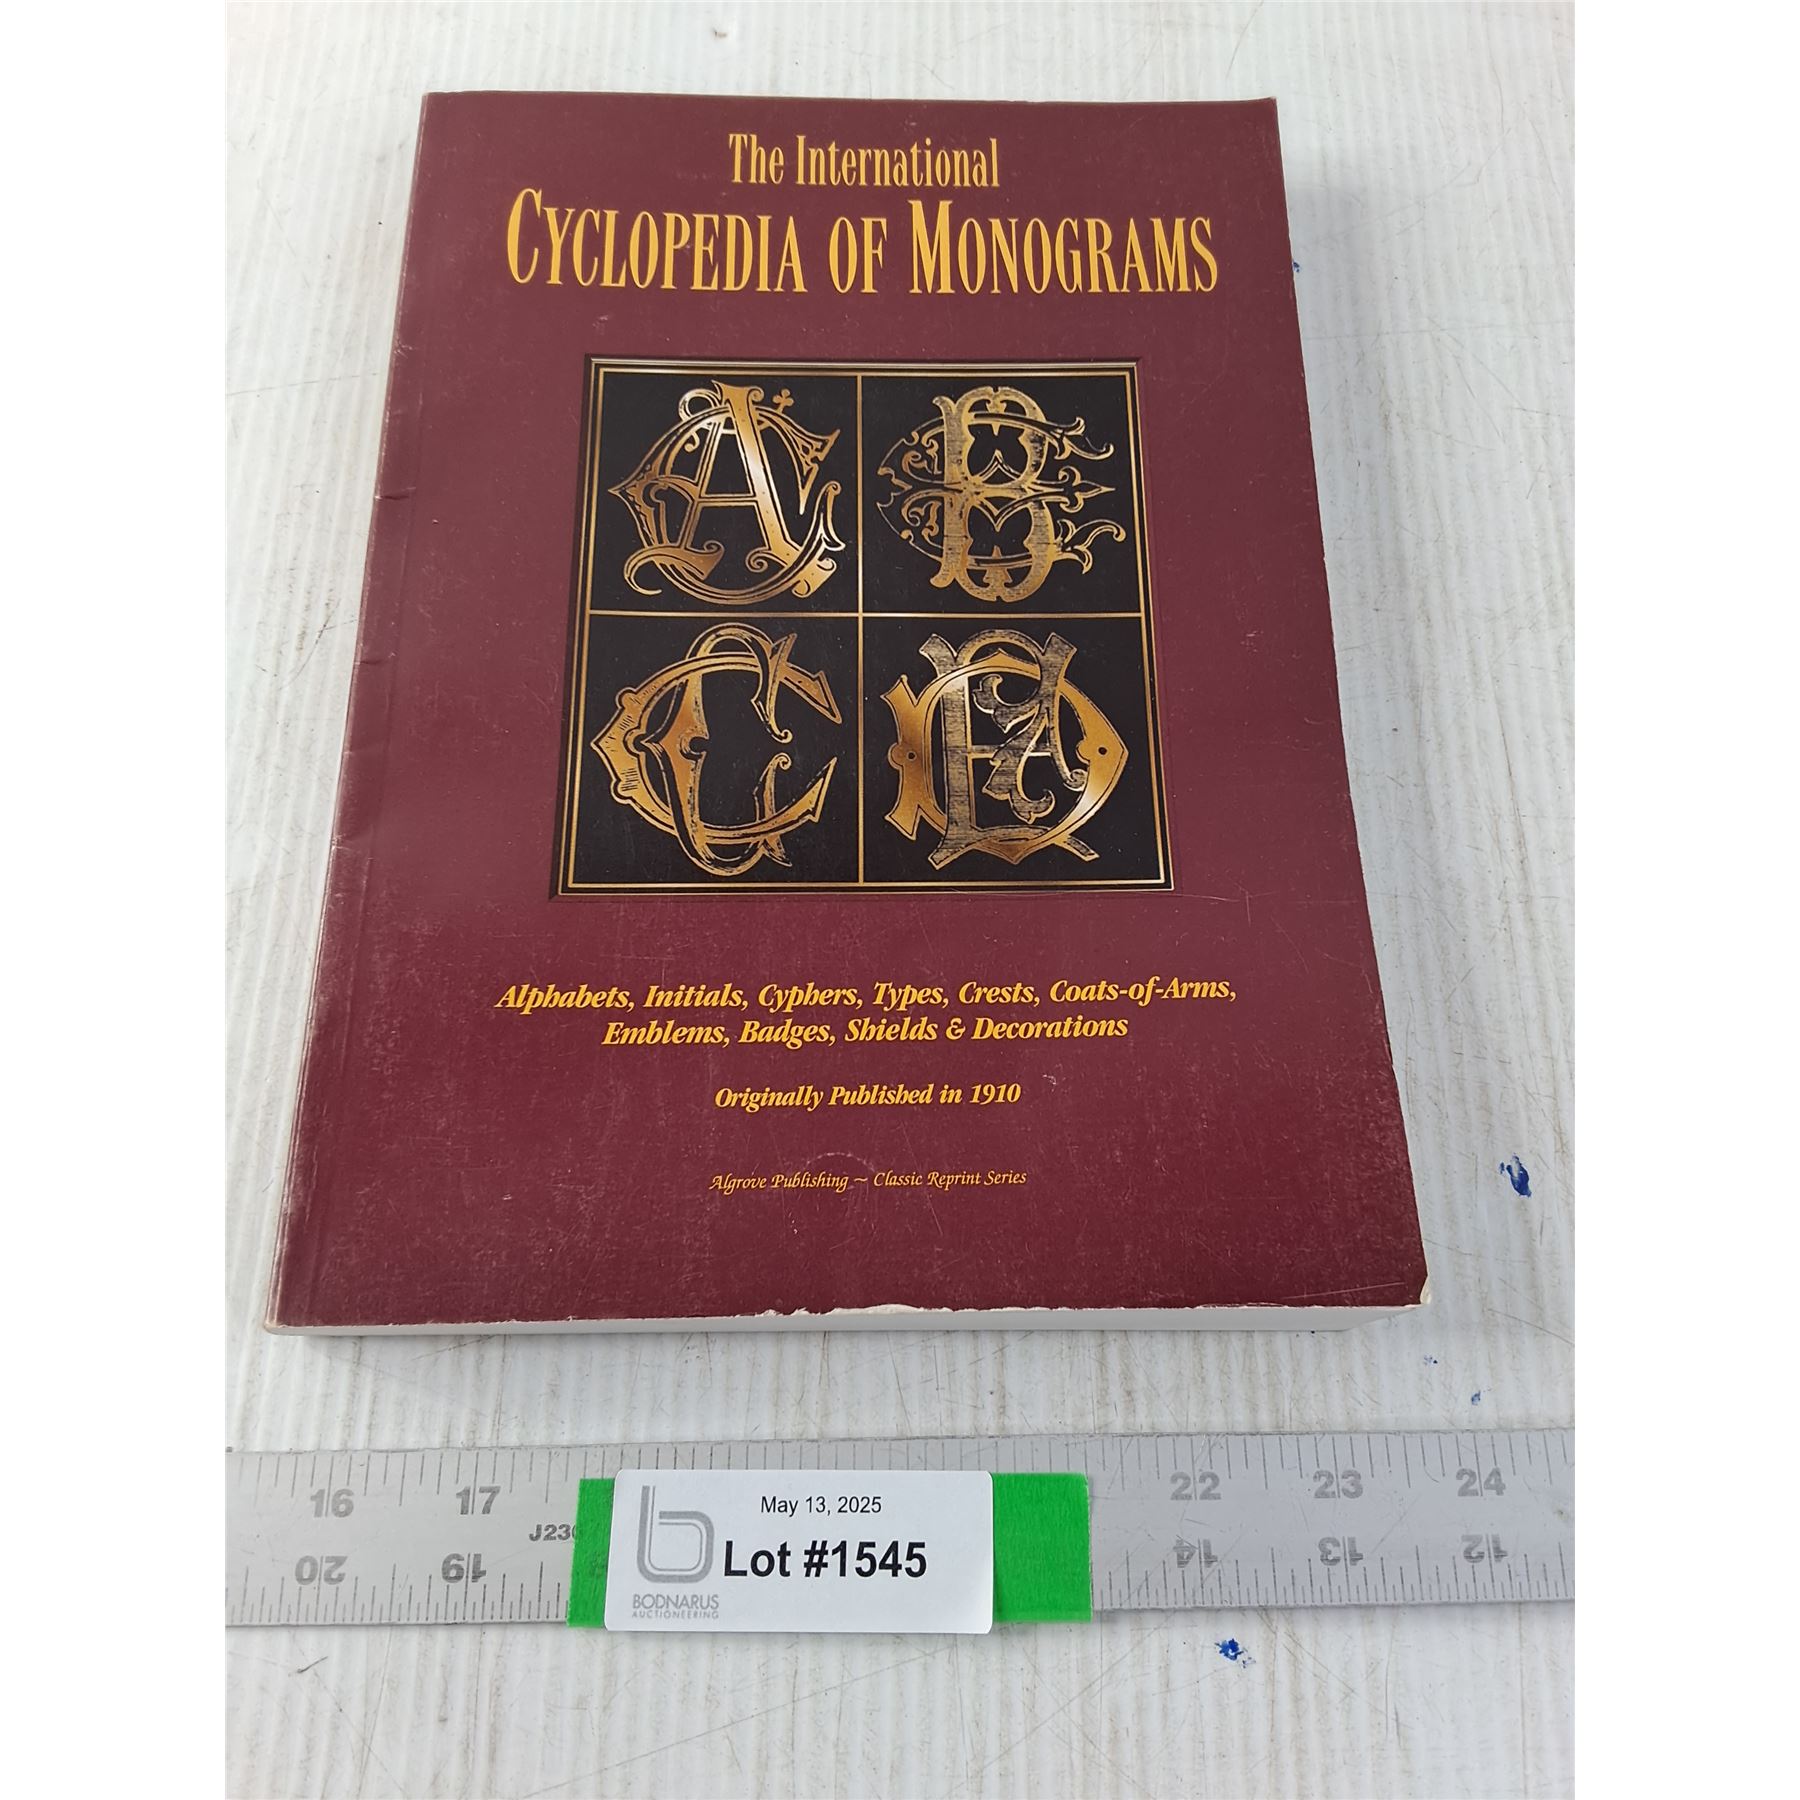 The International
CYCLOPEDIA OF MONOGRAMS
Alphabets, Initials, Cyphers, Types, Crests, Coats-of-Arms,
Emblems, Badges, Shields & Decorations
Originally Published in 1910
Algrove Publishing ~ Classic Reprint Series
16 17 22 23 24
J23
20 19 14 13 12
May 13, 2025
Lot #1545
BODNARUS
AUCTIONEERING